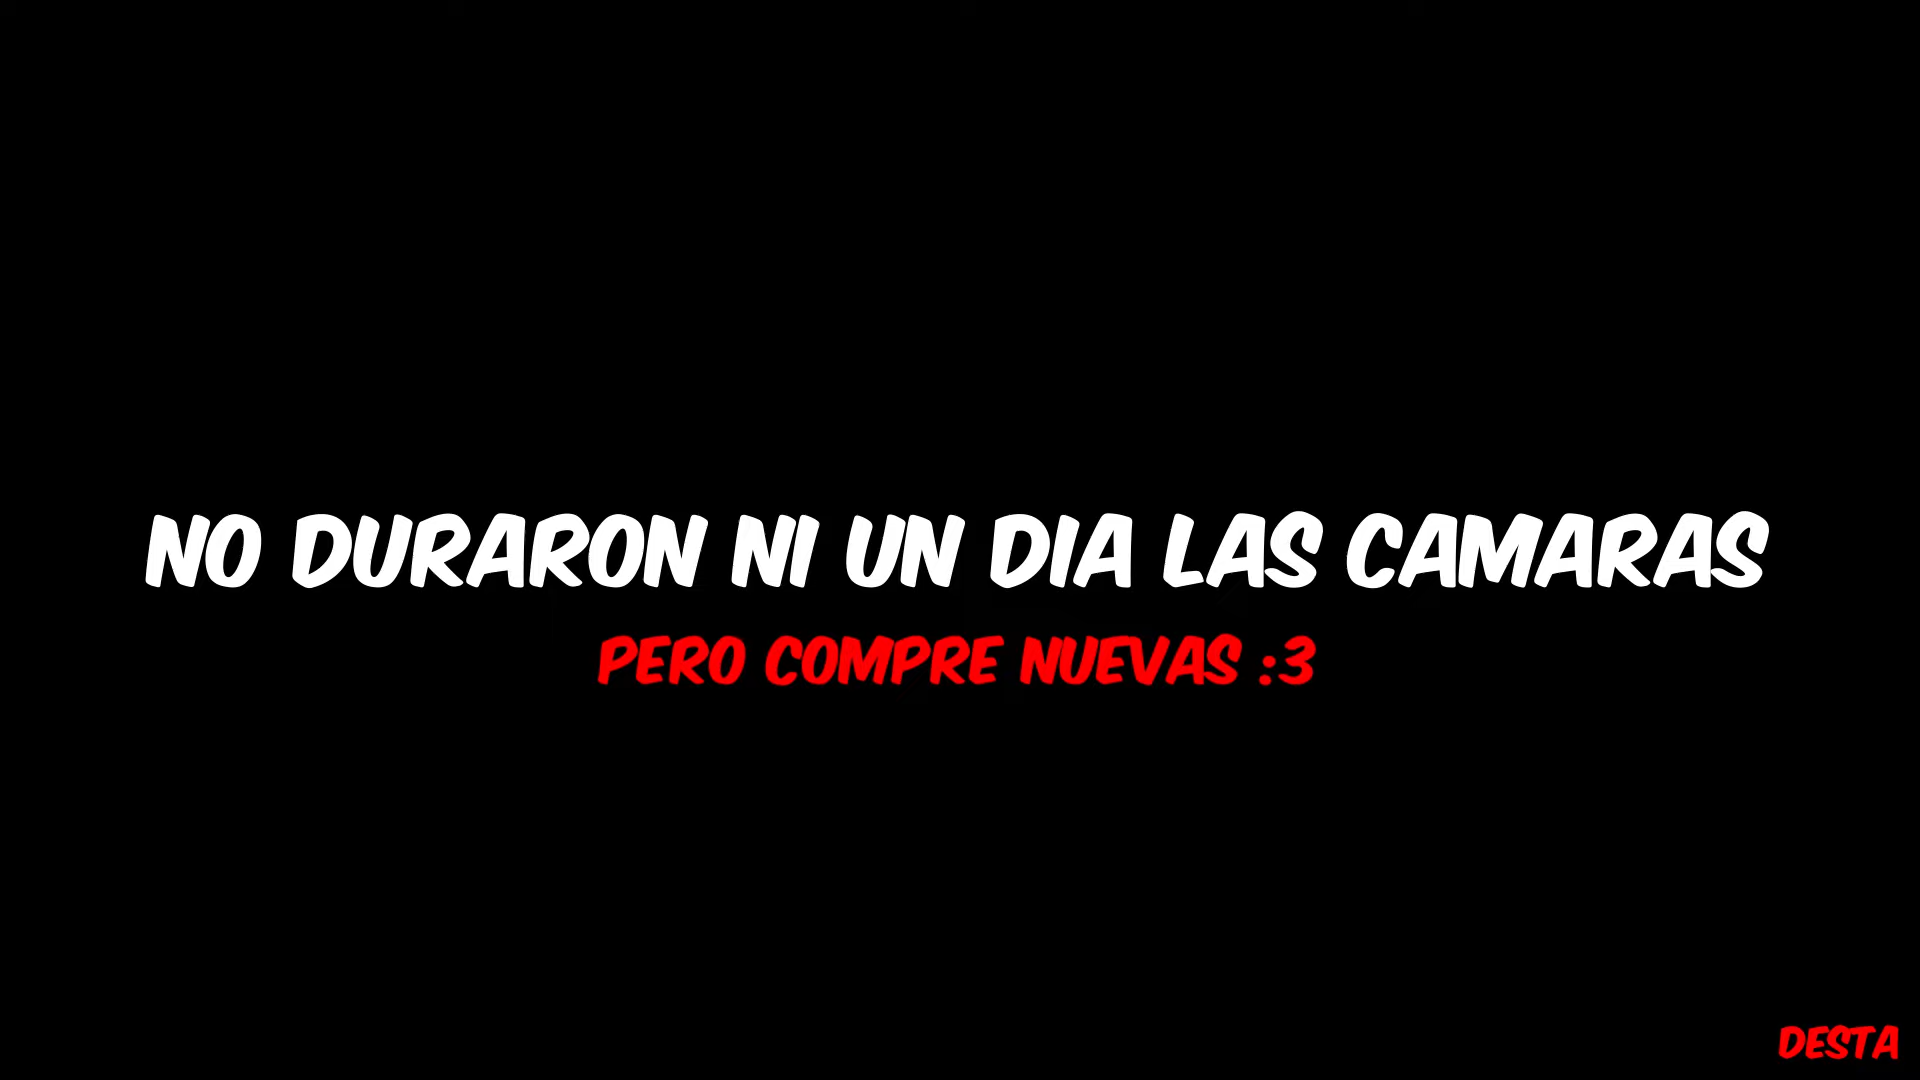 NO DURARON NI UN DIA LAS CAMARAS
PERO COMPRE NUEVAS :3
DESTA